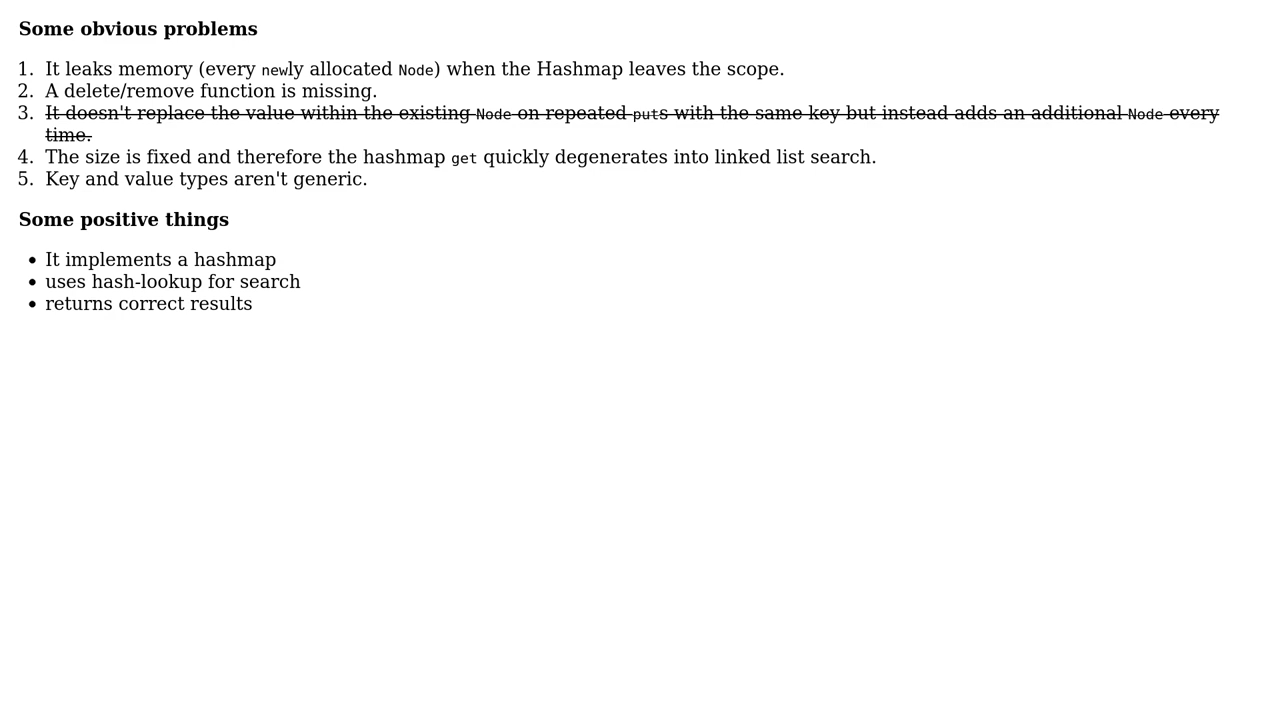 Some obvious problems
1. It leaks memory (every newly allocated Node) when the Hashmap leaves the scope.
2. A delete/remove function is missing.
3. It doesn't replace the value within the existing Node on repeated puts with the same key but instead adds an additional Node every
time.
4. The size is fixed and therefore the hashmap get quickly degenerates into linked list search.
5. Key and value types aren't generic.
Some positive things
• It implements a hashmap
• uses hash-lookup for search
• returns correct results